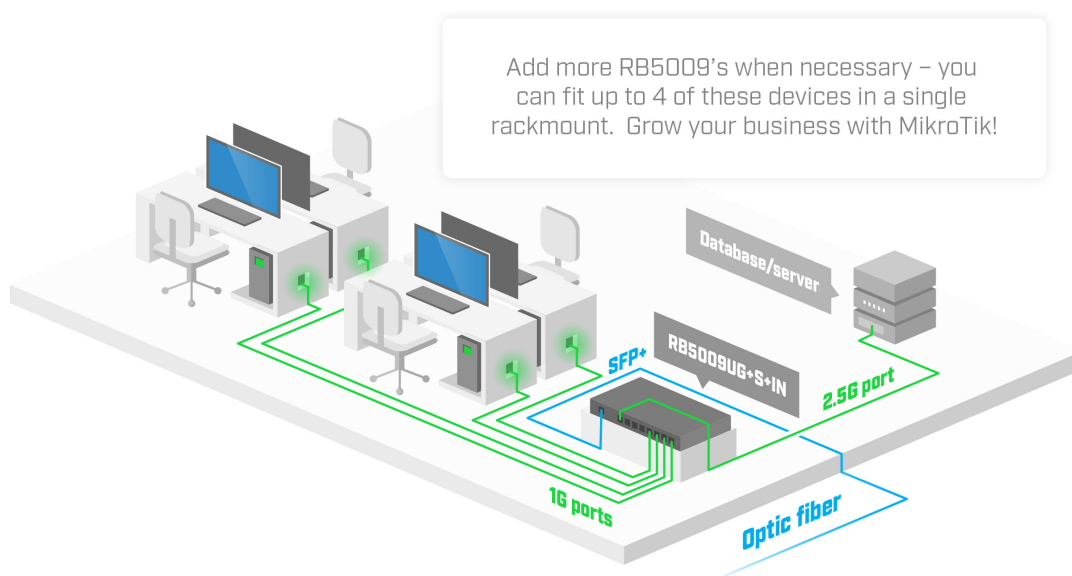 Add more RB5009's when necessary – you
can fit up to 4 of these devices in a single
rackmount. Grow your business with MikroTik!
Database/server
RB5009UG+S+IN
SFP+
2.5G port
1G ports
Optic fiber